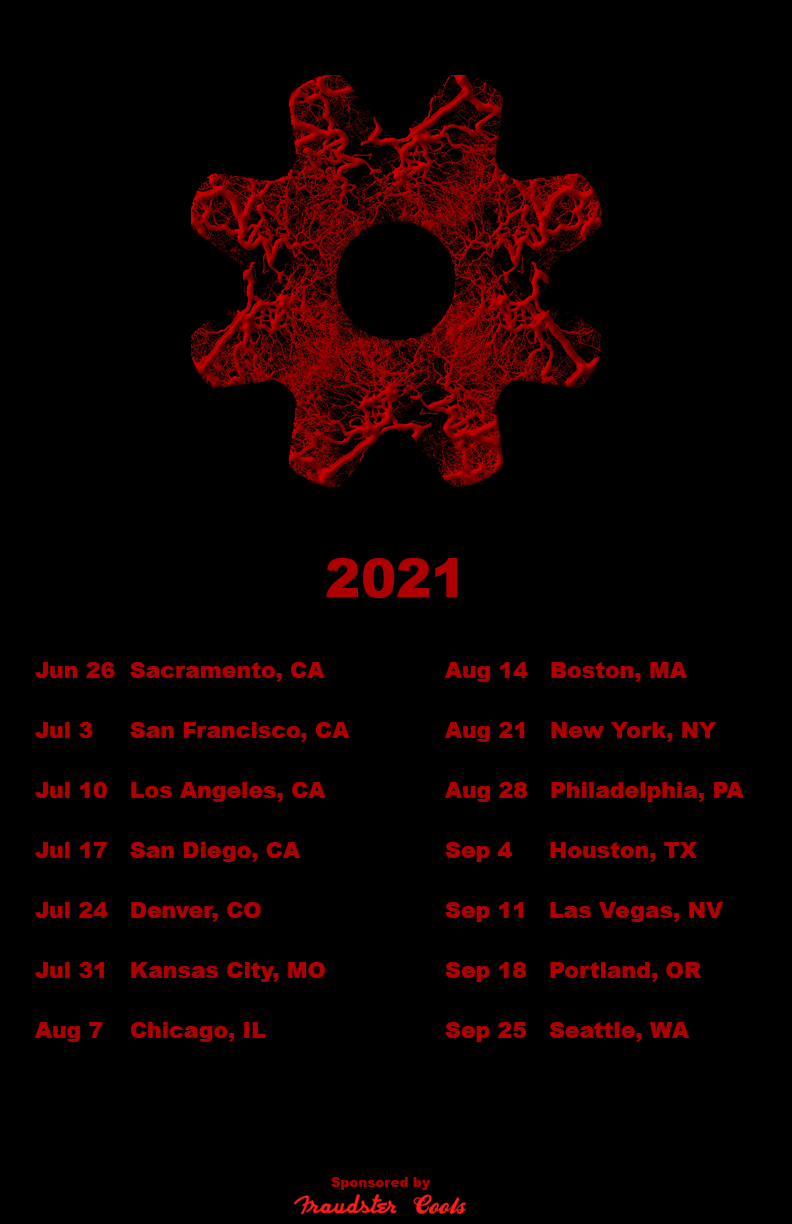 2021
Jun 26 Sacramento, CA
Jul 3 San Francisco, CA
Jul 10 Los Angeles, CA
Jul 17 San Diego, CA
Jul 24 Denver, CO
Jul 31 Kansas City, MO
Aug 7 Chicago, IL
Aug 14 Boston, MA
Aug 21 New York, NY
Aug 28 Philadelphia, PA
Sep 4 Houston, TX
Sep 11 Las Vegas, NV
Sep 18 Portland, OR
Sep 25 Seattle, WA
Sponsored by
Fraudster Cools